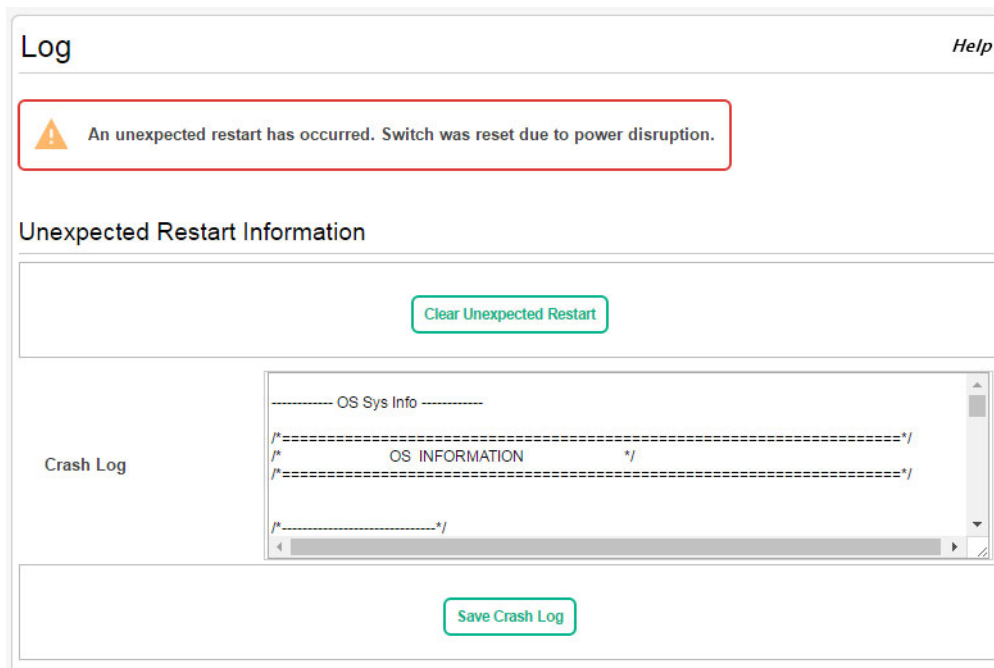 Log
Help
An unexpected restart has occurred. Switch was reset due to power disruption.
Unexpected Restart Information
Clear Unexpected Restart
Crash Log
------------ OS Sys Info ------------
/*=====================================================================*/
/* OS INFORMATION */
/*=====================================================================*/
/*------------------------------*/
Save Crash Log